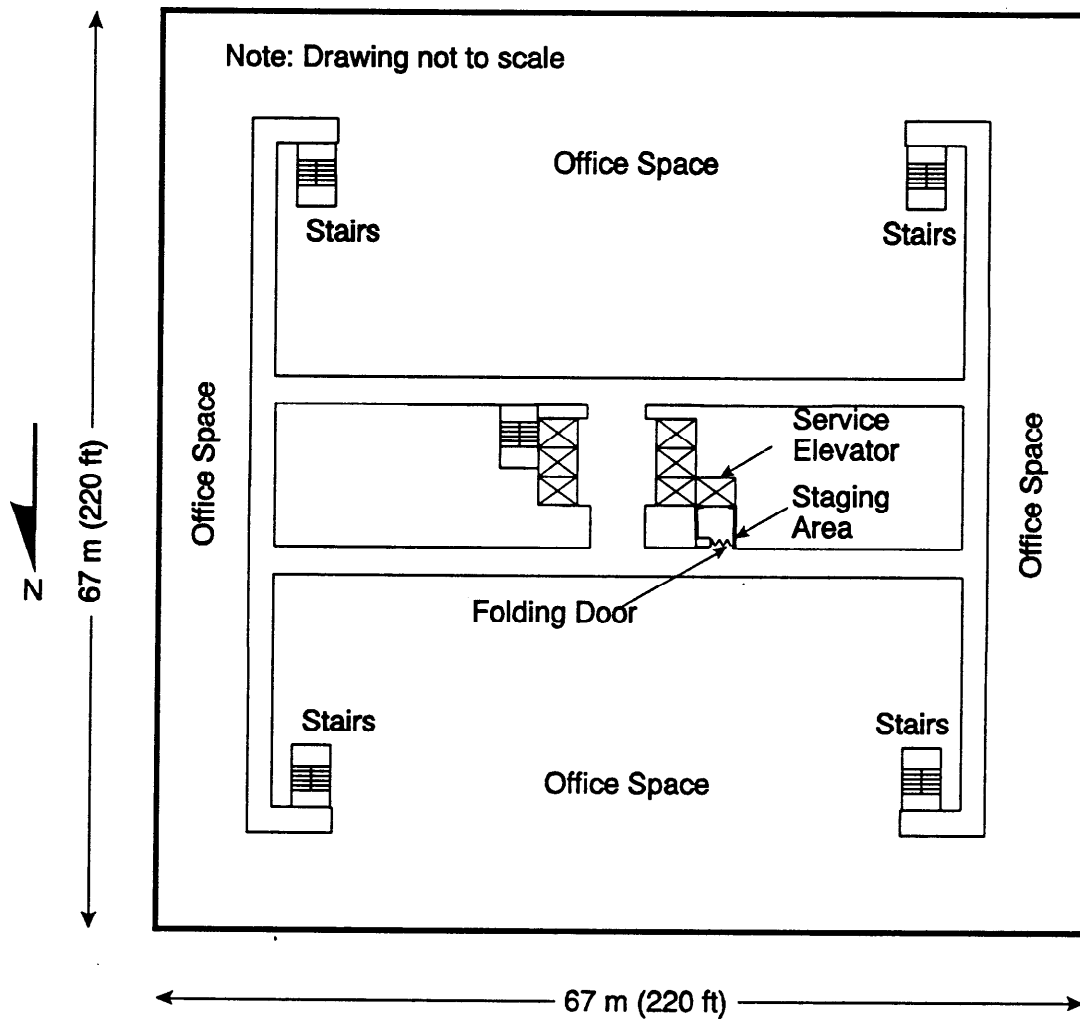 Note: Drawing not to scale
Office Space
Stairs
Stairs
Service
Elevator
Office Space
Staging
Area
Office Space
N
67 m (220 ft)
Folding Door
Stairs
Stairs
Office Space
67 m (220 ft)